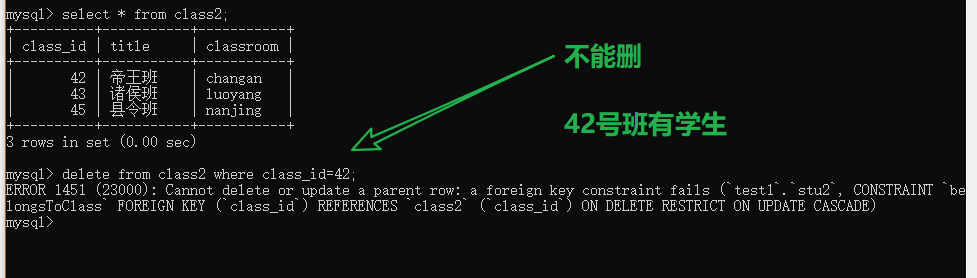 mysql> select * from class2;
+----------+-----------+-----------+
| class_id | title     | classroom |
+----------+-----------+-----------+
|       42 | 帝王班    | changan   |
|       43 | 诸侯班    | luoyang   |
|       45 | 县令班    | nanjing   |
+----------+-----------+-----------+
3 rows in set (0.00 sec)
不能删
42号班有学生
mysql> delete from class2 where class_id=42;
ERROR 1451 (23000): Cannot delete or update a parent row: a foreign key constraint fails (`test1`.`stu2`, CONSTRAINT `be
longsToClass` FOREIGN KEY (`class_id`) REFERENCES `class2` (`class_id`) ON DELETE RESTRICT ON UPDATE CASCADE)
mysql>